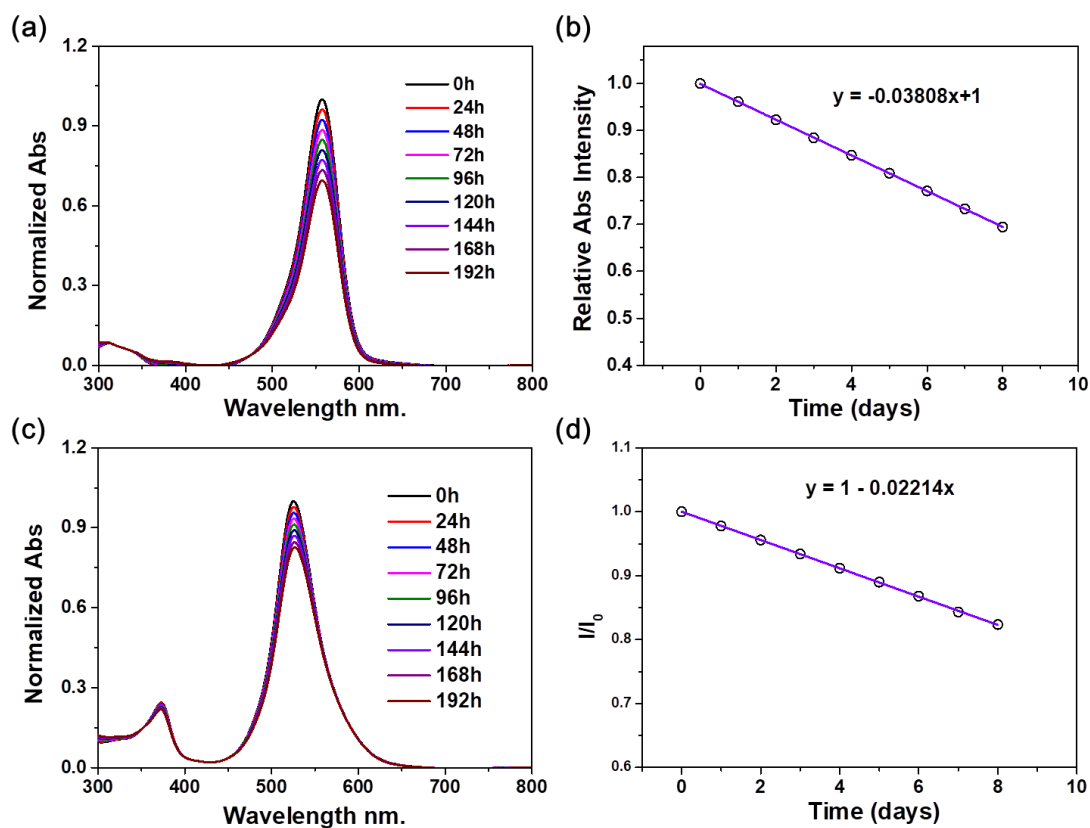 (a)
1.2
0.9
0.6
0.3
0.0
Normalized Abs
0h
24h
48h
72h
96h
120h
144h
168h
192h
300 400 500 600 700 800
Wavelength nm.
(b)
1.0
0.9
0.8
0.7
0.6
0.5
0.4
Relative Abs Intensity
y = -0.03808x+1
0 2 4 6 8 10
Time (days)
(c)
1.2
0.9
0.6
0.3
0.0
Normalized Abs
0h
24h
48h
72h
96h
120h
144h
168h
192h
300 400 500 600 700 800
Wavelength nm.
(d)
1.1
1.0
0.9
0.8
0.7
0.6
I/I0
y = 1 - 0.02214x
0 2 4 6 8 10
Time (days)